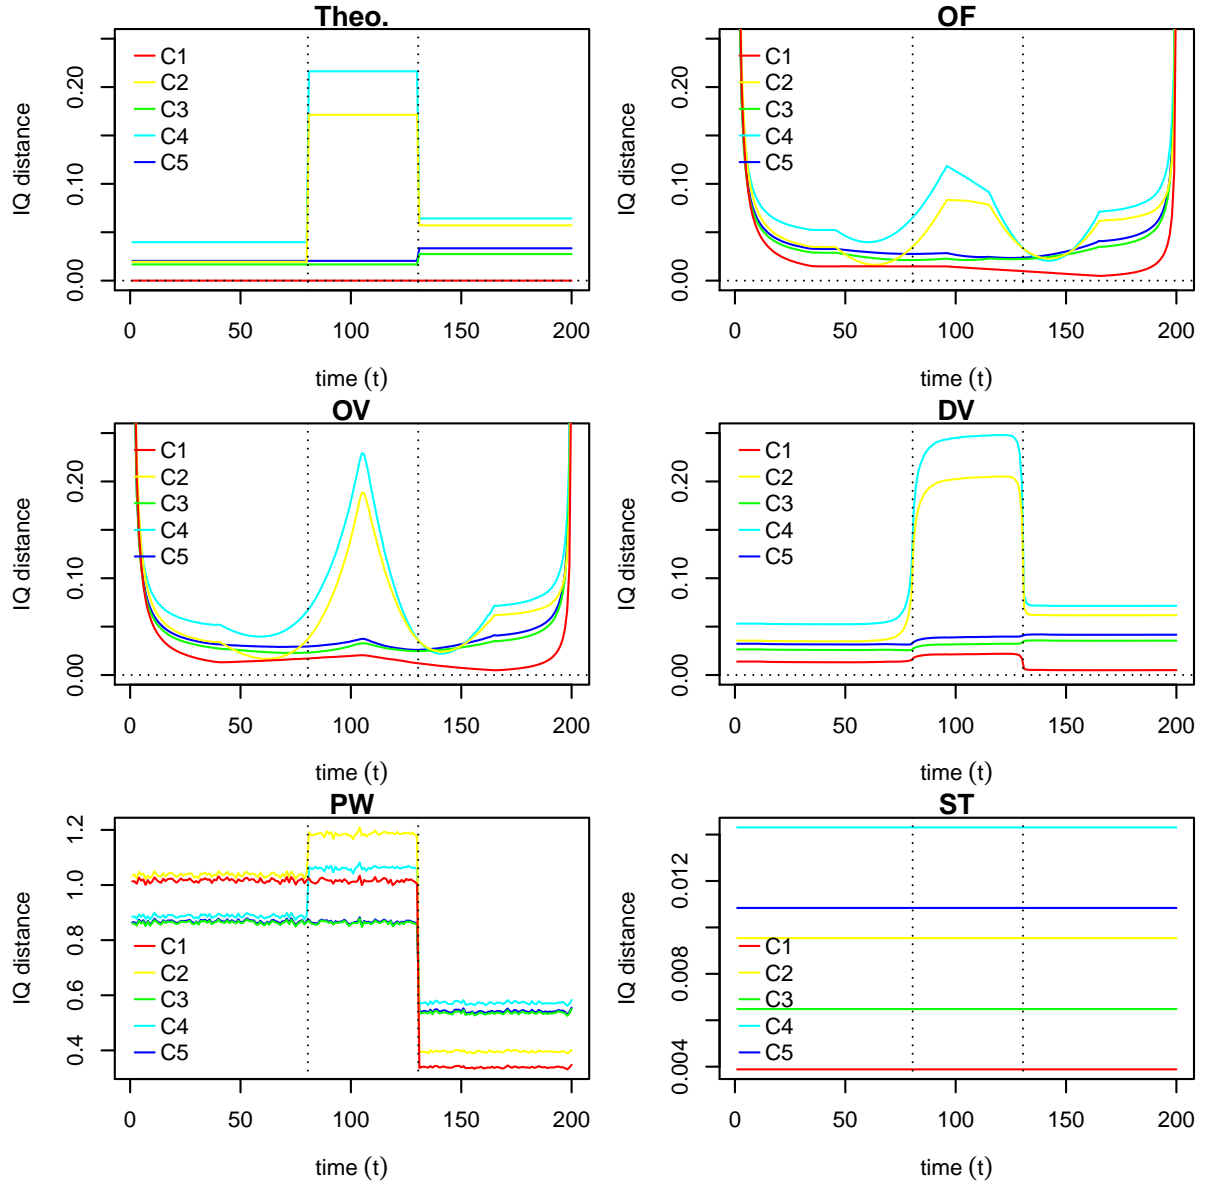 Theo.
IQ distance
0.00 0.10 0.20
C1
C2
C3
C4
C5
0 50 100 150 200
time (t)
OF
IQ distance
0.00 0.10 0.20
C1
C2
C3
C4
C5
0 50 100 150 200
time (t)
OV
IQ distance
0.00 0.10 0.20
C1
C2
C3
C4
C5
0 50 100 150 200
time (t)
DV
IQ distance
0.00 0.10 0.20
C1
C2
C3
C4
C5
0 50 100 150 200
time (t)
PW
IQ distance
0.4 0.6 0.8 1.0 1.2
C1
C2
C3
C4
C5
0 50 100 150 200
time (t)
ST
IQ distance
0.004 0.008 0.012
C1
C2
C3
C4
C5
0 50 100 150 200
time (t)